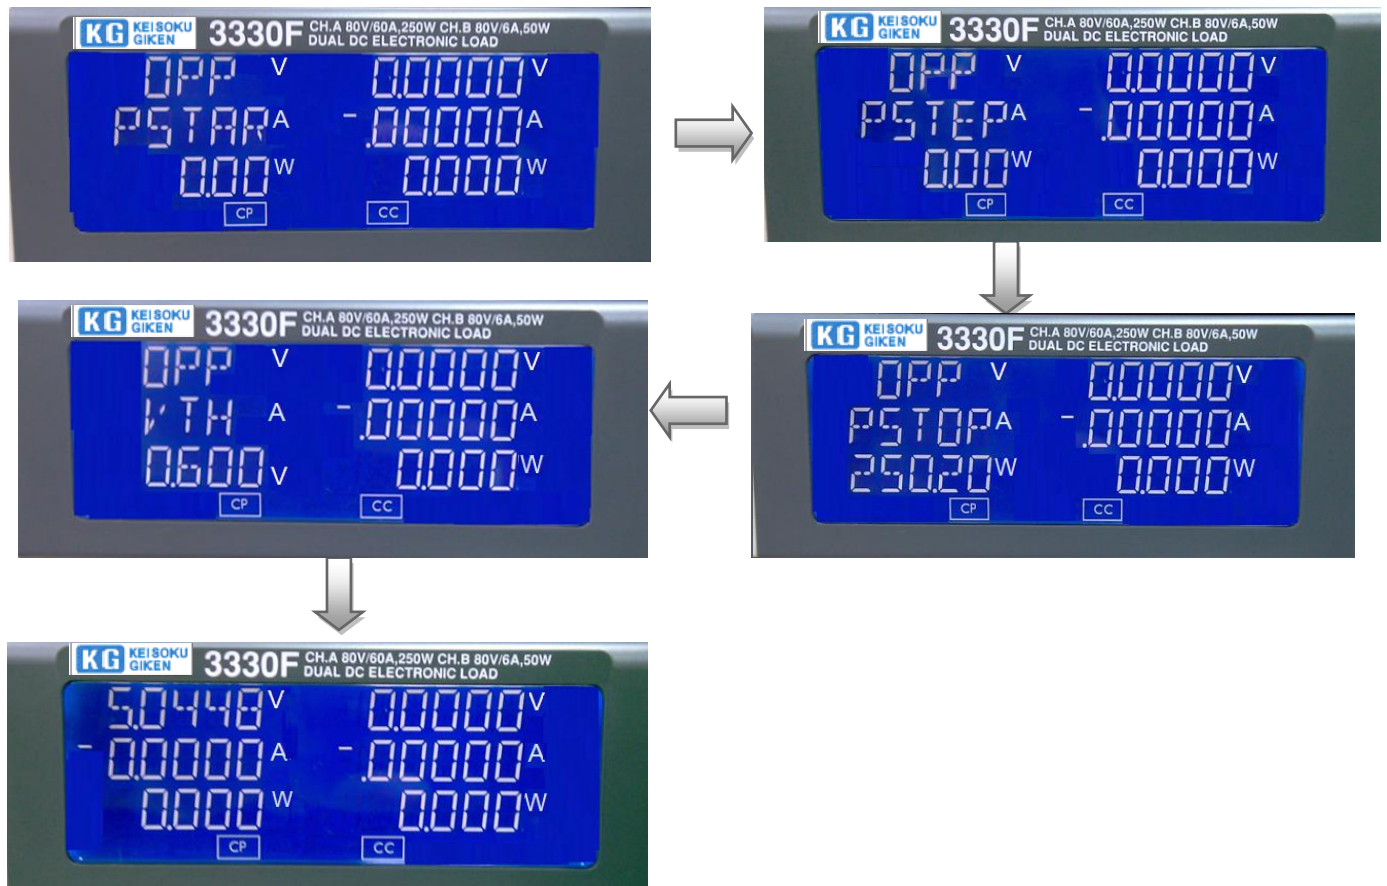 KG KEISOKU GIKEN 3330F CH.A 80V/60A,250W CH.B 80V/6A,50W
DUAL DC ELECTRONIC LOAD
OPP V 0.0000 V
PSTAR A -.00000 A
0.00 W 0.000 W
CP CC
KG KEISOKU GIKEN 3330F CH.A 80V/60A,250W CH.B 80V/6A,50W
DUAL DC ELECTRONIC LOAD
OPP V 0.0000 V
PSTEP A -.00000 A
0.00 W 0.000 W
CP CC
KG KEISOKU GIKEN 3330F CH.A 80V/60A,250W CH.B 80V/6A,50W
DUAL DC ELECTRONIC LOAD
OPP V 0.0000 V
PSTOP A -.00000 A
250.20 W 0.000 W
CP CC
KG KEISOKU GIKEN 3330F CH.A 80V/60A,250W CH.B 80V/6A,50W
DUAL DC ELECTRONIC LOAD
OPP V 0.0000 V
VTH A -.00000 A
0.600 V 0.000 W
CP CC
KG KEISOKU GIKEN 3330F CH.A 80V/60A,250W CH.B 80V/6A,50W
DUAL DC ELECTRONIC LOAD
5.0448 V 0.0000 V
-0.0000 A -.00000 A
0.000 W 0.000 W
CP CC